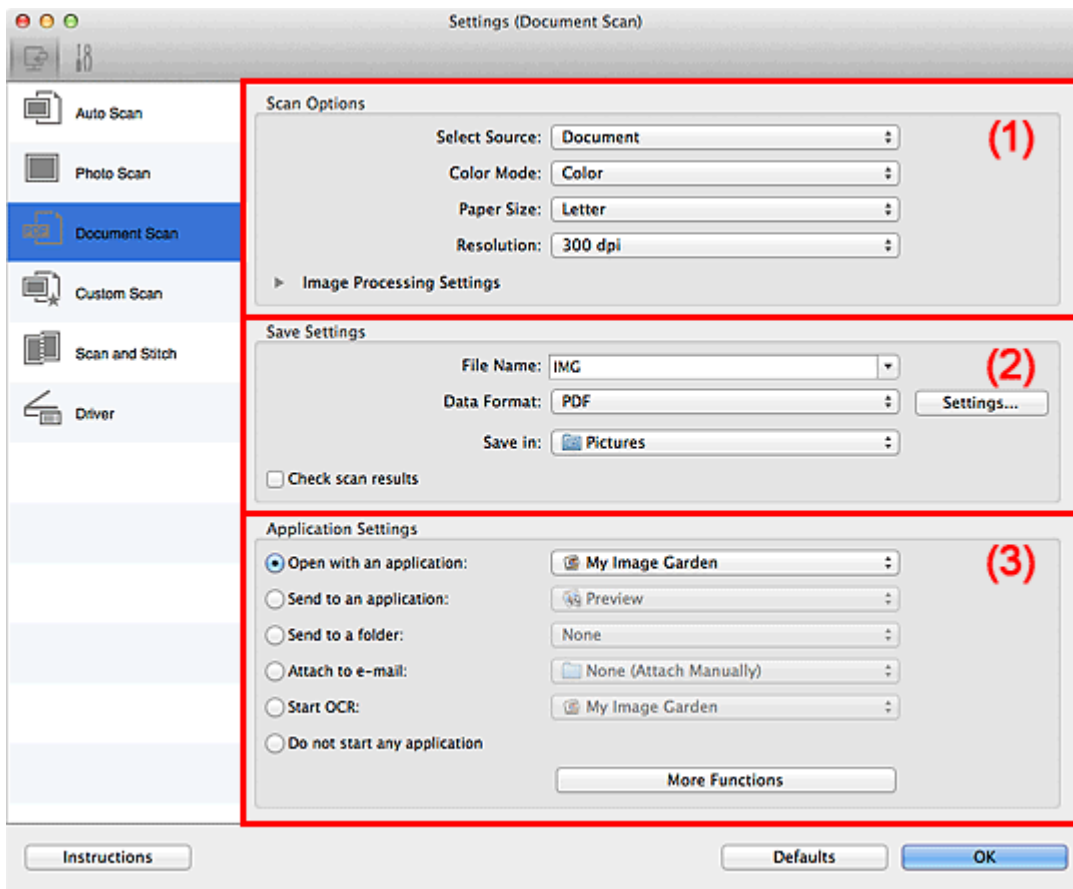 Settings (Document Scan)
Auto Scan
Photo Scan
PDF
Document Scan
Custom Scan
Scan and Stitch
Driver
Scan Options
(1)
Select Source: Document
Color Mode: Color
Paper Size: Letter
Resolution: 300 dpi
Image Processing Settings
Save Settings
(2)
File Name: IMG
Data Format: PDF Settings...
Save in: Pictures
Check scan results
Application Settings
(3)
Open with an application: My Image Garden
Send to an application: Preview
Send to a folder: None
Attach to e-mail: None (Attach Manually)
Start OCR: My Image Garden
Do not start any application
More Functions
Instructions Defaults OK